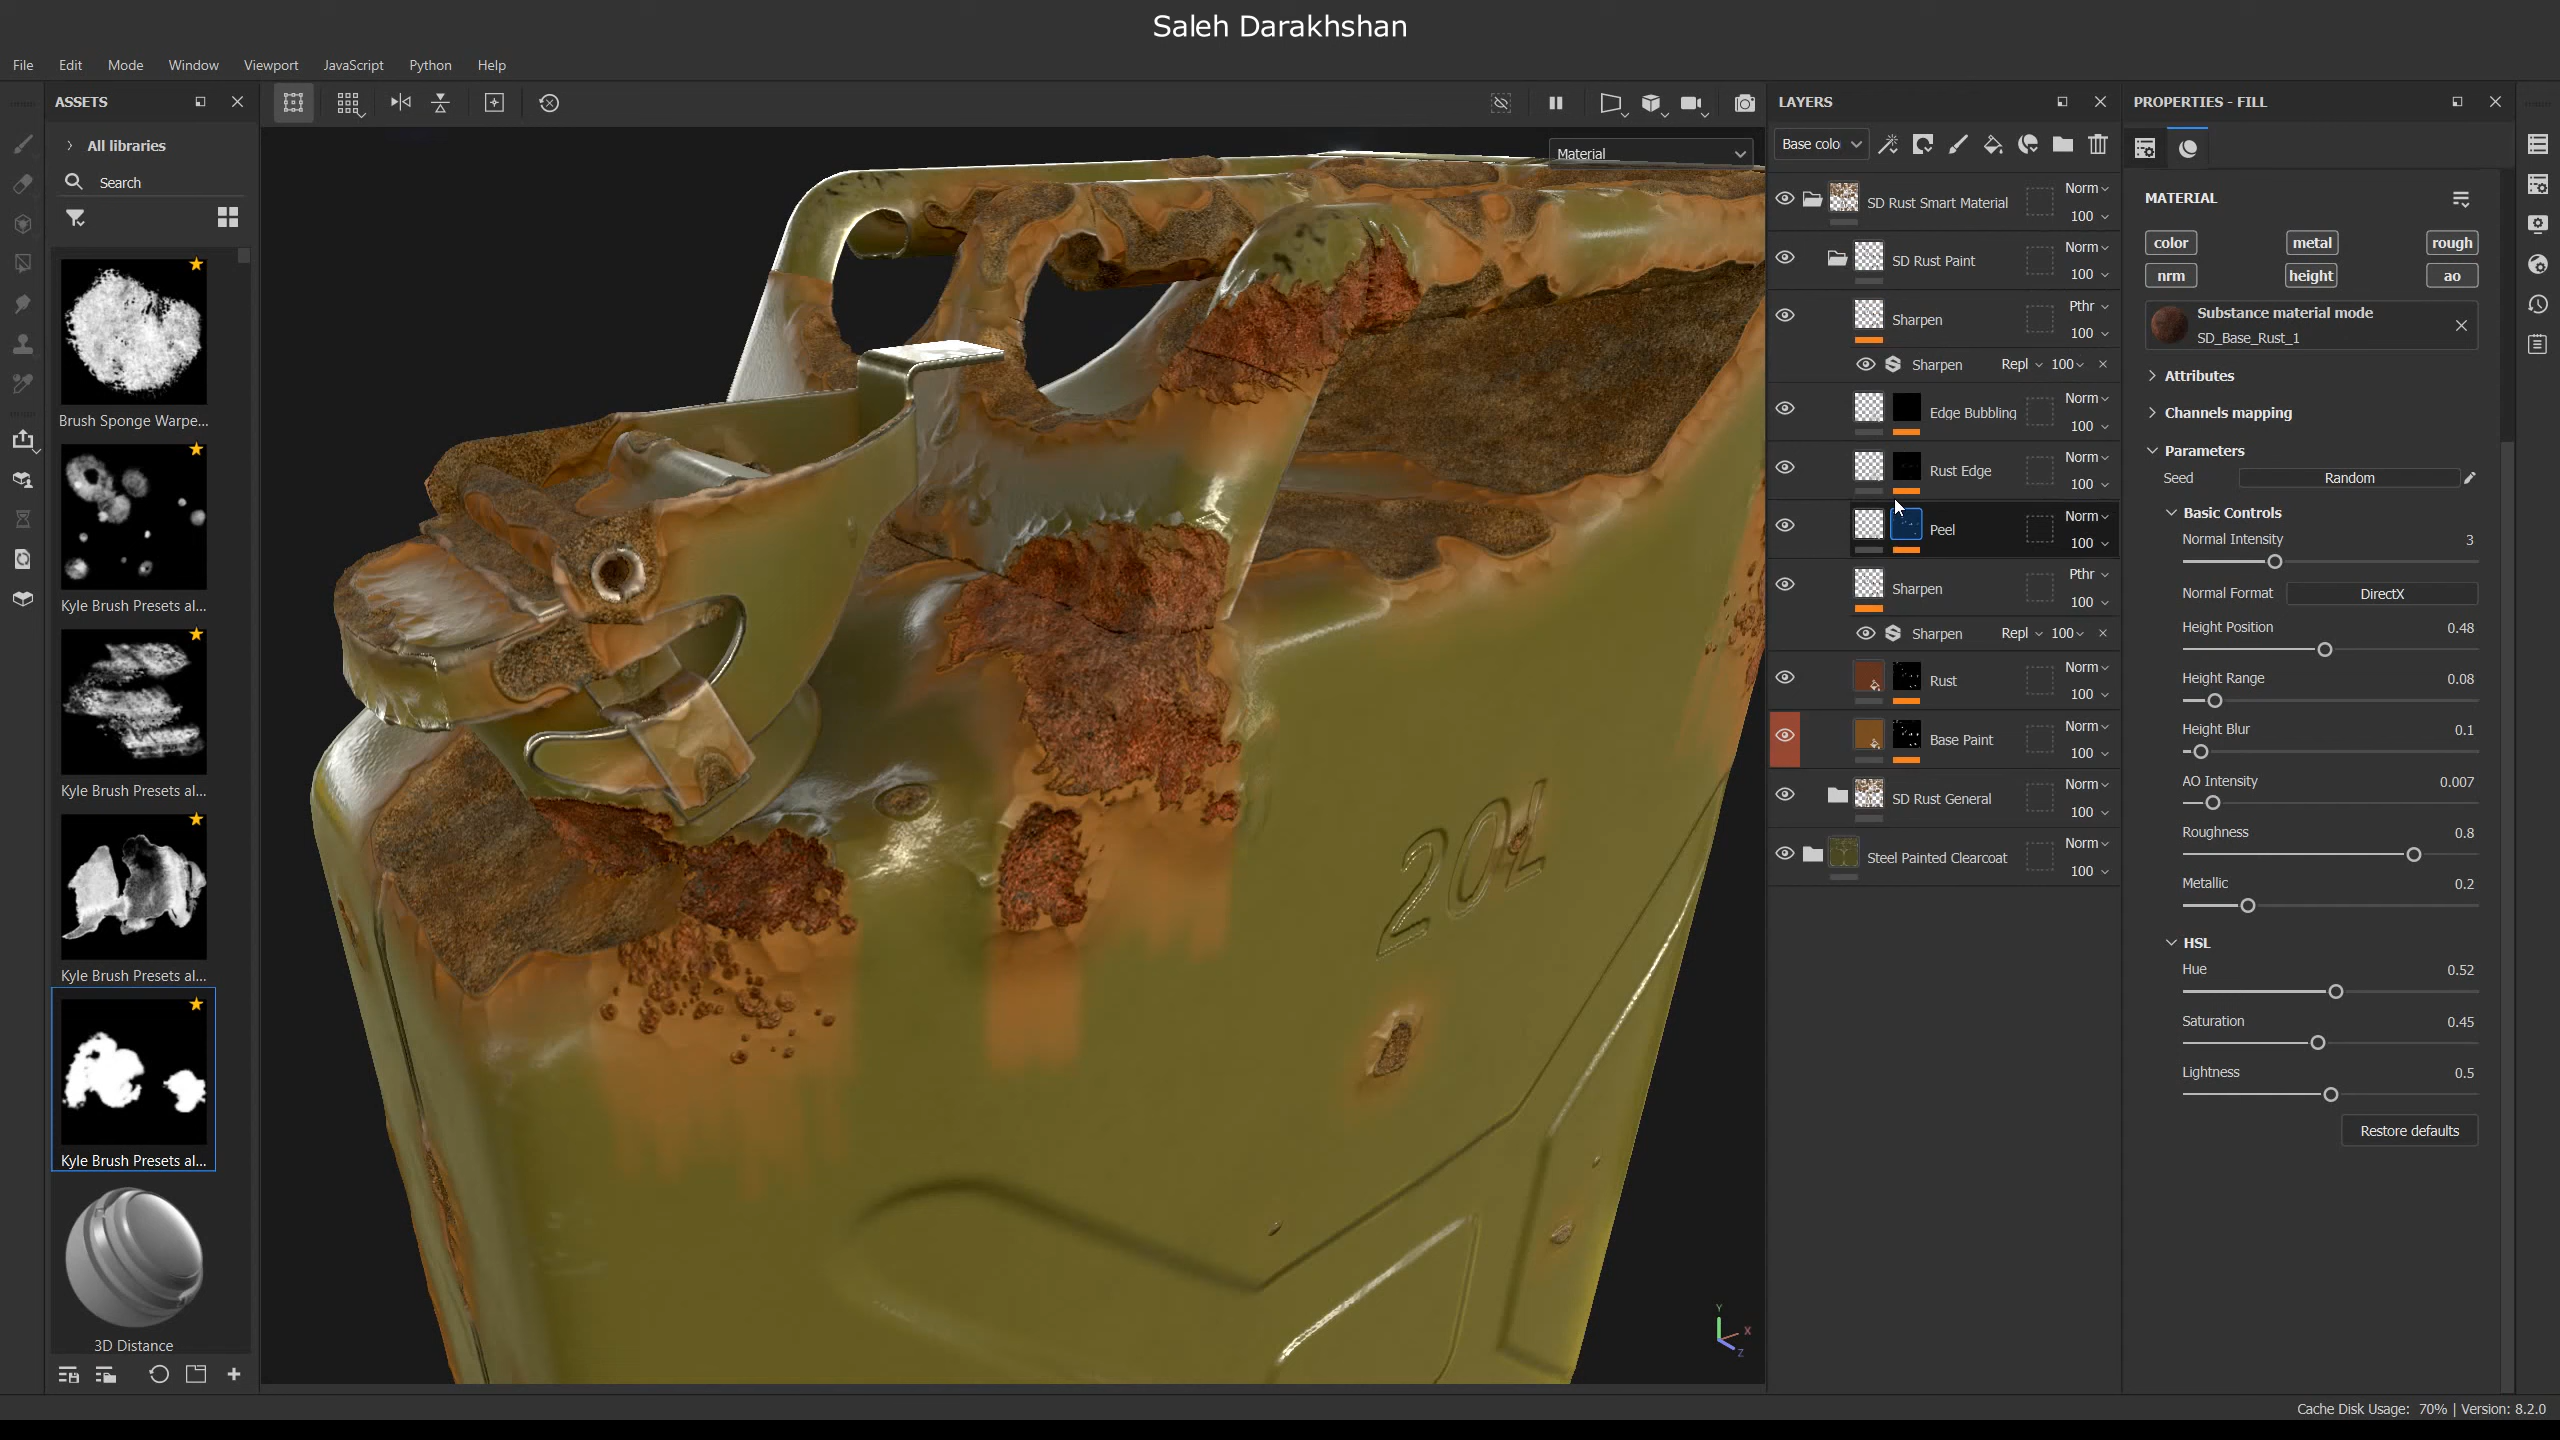 Saleh Darakhshan
File Edit Mode Window Viewport JavaScript Python Help
ASSETS
All libraries
Search
Brush Sponge Warpe...
Kyle Brush Presets al...
Kyle Brush Presets al...
Kyle Brush Presets al...
Kyle Brush Presets al...
3D Distance
Material
20L
Y
X
Z
LAYERS
Base colo
SD Rust Smart Material Norm 100
SD Rust Paint Norm 100
Sharpen Pthr 100
Sharpen Repl 100
Edge Bubbling Norm 100
Rust Edge Norm 100
Peel Norm 100
Sharpen Pthr 100
Sharpen Repl 100
Rust Norm 100
Base Paint Norm 100
SD Rust General Norm 100
Steel Painted Clearcoat Norm 100
PROPERTIES - FILL
MATERIAL
color metal rough
nrm height ao
Substance material mode
SD_Base_Rust_1
Attributes
Channels mapping
Parameters
Seed Random
Basic Controls
Normal Intensity 3
Normal Format DirectX
Height Position 0.48
Height Range 0.08
Height Blur 0.1
AO Intensity 0.007
Roughness 0.8
Metallic 0.2
HSL
Hue 0.52
Saturation 0.45
Lightness 0.5
Restore defaults
Cache Disk Usage: 70% | Version: 8.2.0